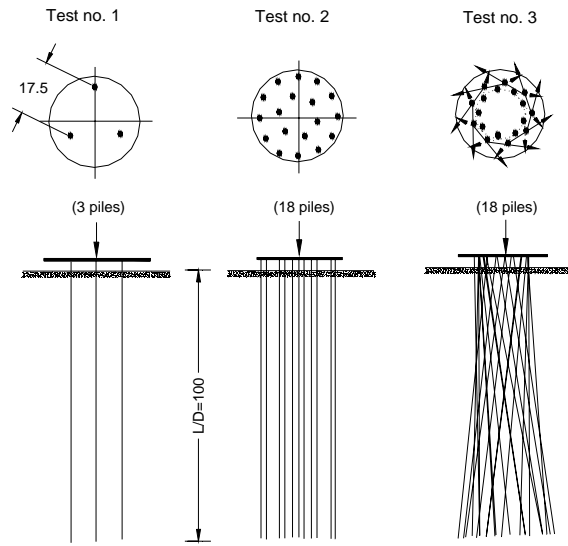 Test no. 1
Test no. 2
Test no. 3
17.5
(3 piles)
(18 piles)
(18 piles)
L/D=100